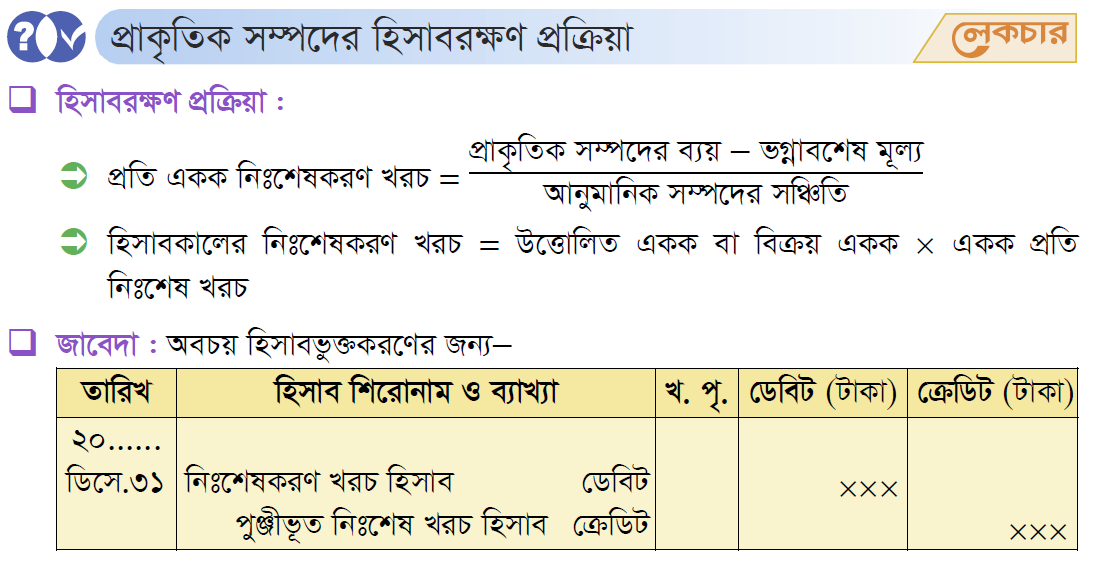 প্রাকৃতিক সম্পদের হিসাবরক্ষণ প্রক্রিয়া
লেকচার
হিসাবরক্ষণ প্রক্রিয়া :
প্রতি একক নিঃশেষকরণ খরচ = প্রাকৃতিক সম্পদের ব্যয় – ভগ্নাবশেষ মূল্য
আনুমানিক সম্পদের সঞ্চিতি
হিসাবকালের নিঃশেষকরণ খরচ = উত্তোলিত একক বা বিক্রয় একক × একক প্রতি
নিঃশেষ খরচ
জাবেদা : অবচয় হিসাবভুক্তকরণের জন্য–
তারিখ হিসাব শিরোনাম ও ব্যাখ্যা খ. পৃ. ডেবিট (টাকা) ক্রেডিট (টাকা)
২০......
ডিসে.৩১ নিঃশেষকরণ খরচ হিসাব ডেবিট ×××
পুঞ্জীভূত নিঃশেষ খরচ হিসাব ক্রেডিট ×××